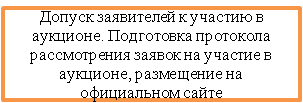 Допуск заявителей к участию в
аукционе. Подготовка протокола
рассмотрения заявок на участие в
аукционе, размещение на
официальном сайте